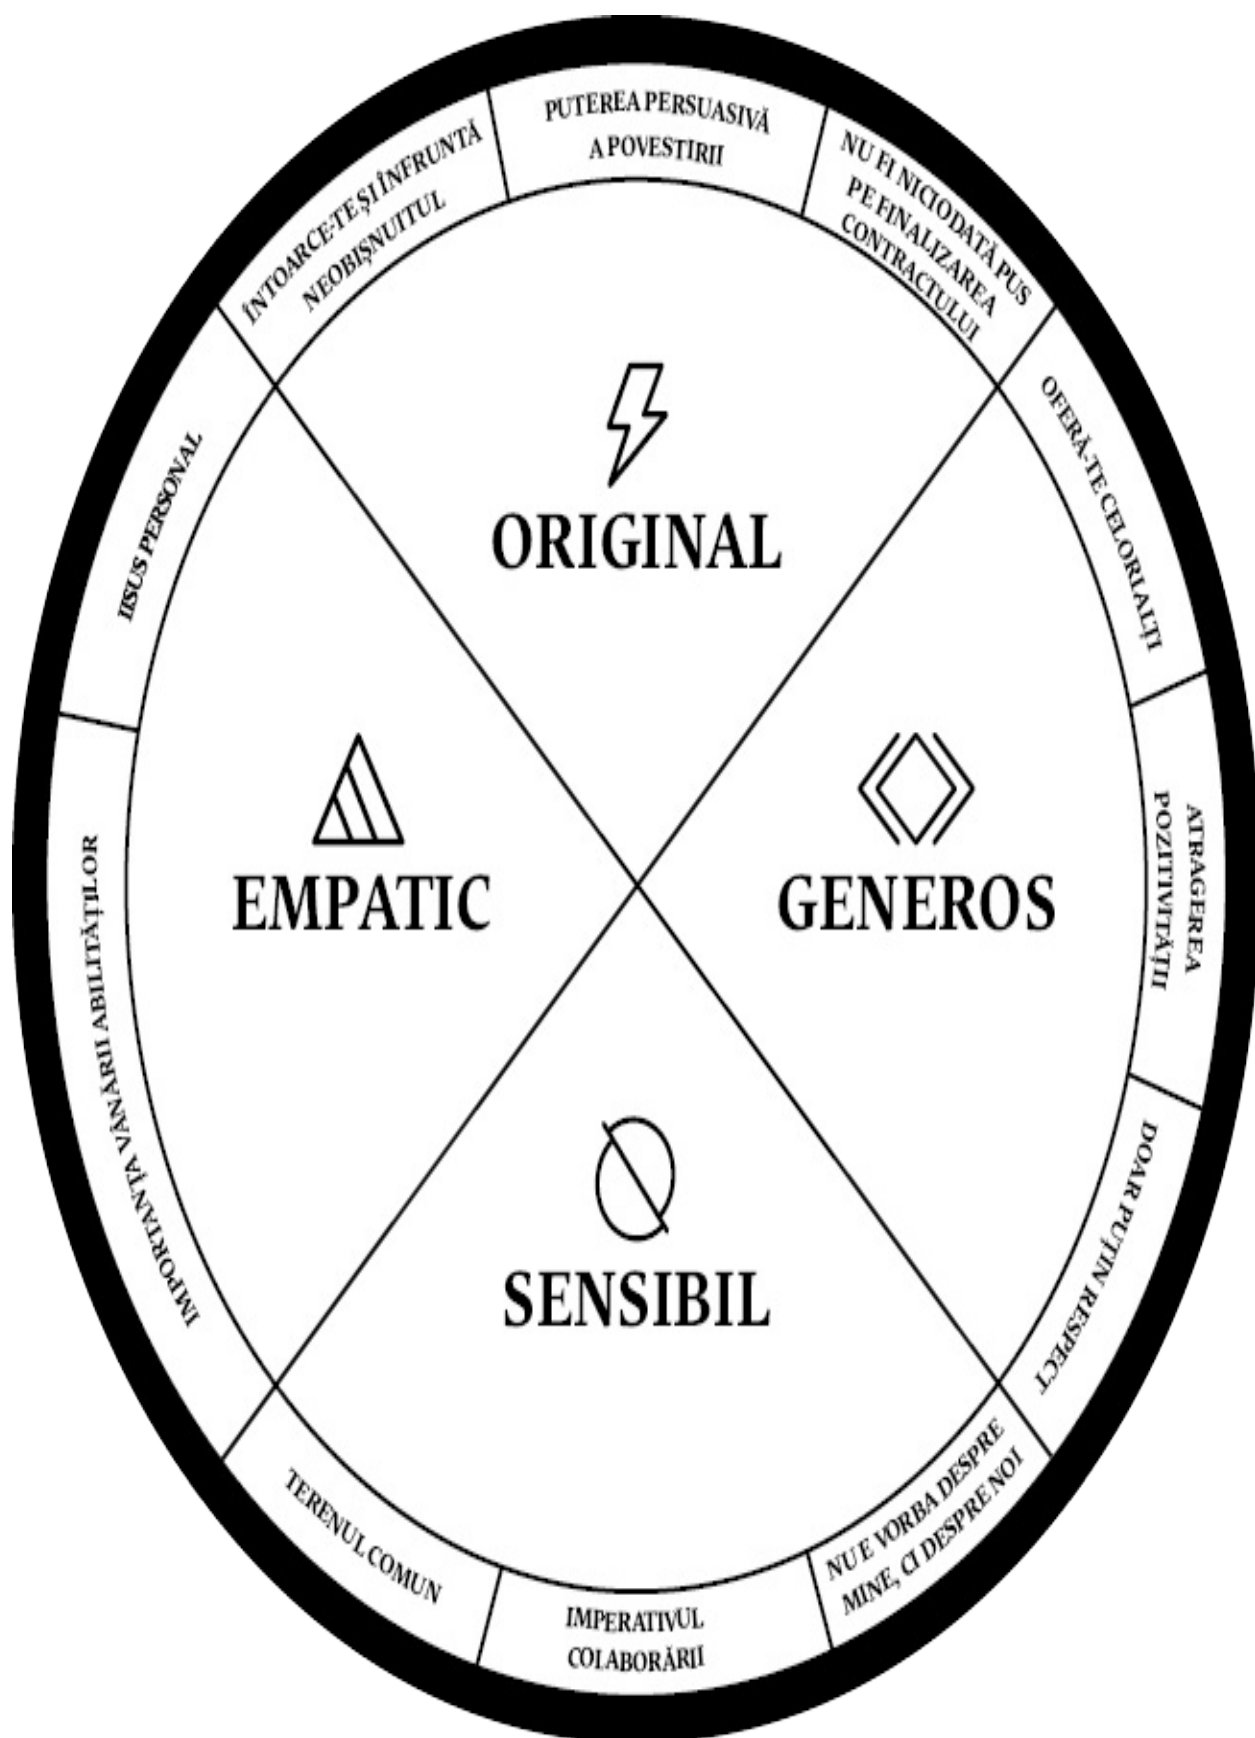 PUTEREA PERSUASIVĂ
A POVESTIRII
NU FI NICIODATĂ PUS
PE FINALIZAREA
CONTRACTULUI
OFERĂ-TE CELORIALȚI
ATRAGEREA
POZITIVITĂȚII
DOAR PUȚIN RESPECT
NU E VORBA DESPRE
MINE, CI DESPRE NOI
IMPERATIVUL
COLABORĂRII
TERENUL COMUN
IMPORTANȚA VÂNĂRII ABILITĂȚILOR
IISUS PERSONAL
ÎNTOARCE-TE ȘI ÎNFRUNTĂ
NEOBIȘNUITUL
ORIGINAL
EMPATIC
GENEROS
SENSIBIL